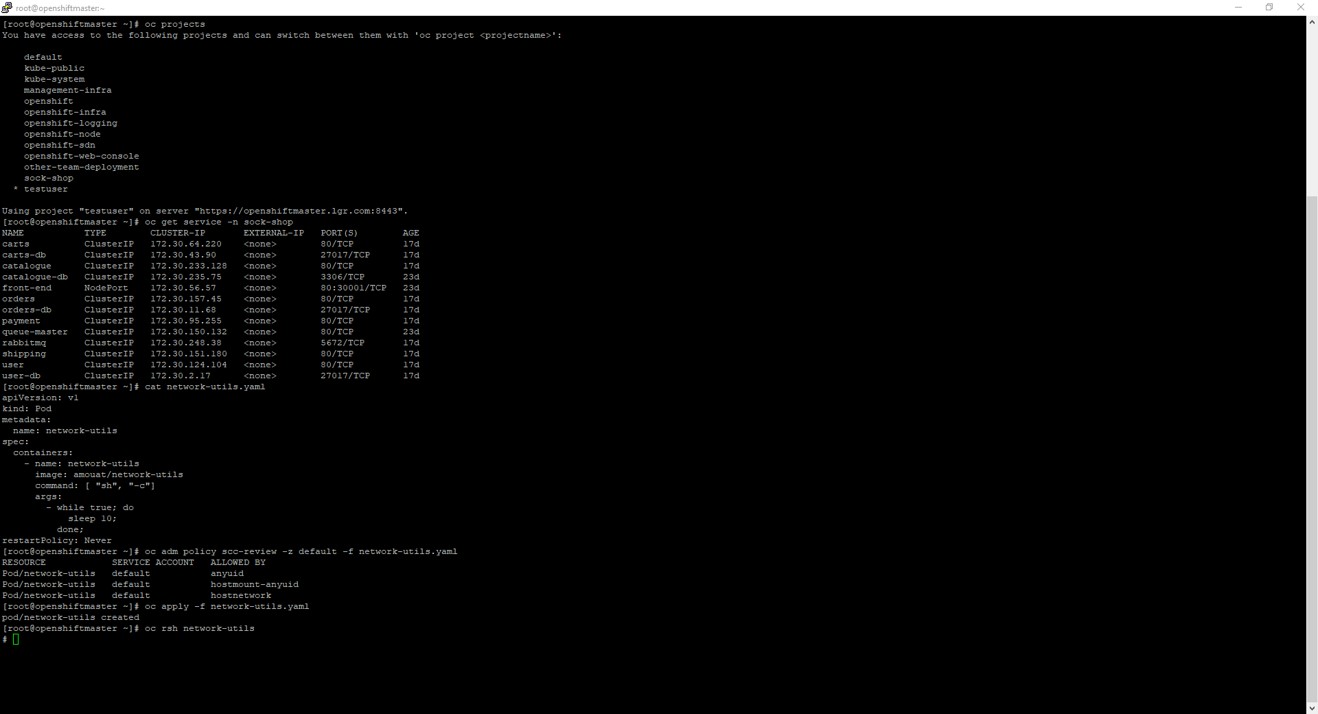 root@openshiftmaster:~
[root@openshiftmaster ~]# oc projects
You have access to the following projects and can switch between them with 'oc project <projectname>':
default
kube-public
kube-system
management-infra
openshift
openshift-infra
openshift-logging
openshift-node
openshift-sdn
openshift-web-console
other-team-deployment
sock-shop
* testuser
Using project "testuser" on server "https://openshiftmaster.lgr.com:8443".
[root@openshiftmaster ~]# oc get service -n sock-shop
NAME TYPE CLUSTER-IP EXTERNAL-IP PORT(S) AGE
carts ClusterIP 172.30.64.220 <none> 80/TCP 17d
carts-db ClusterIP 172.30.43.90 <none> 27017/TCP 17d
catalogue ClusterIP 172.30.233.128 <none> 80/TCP 17d
catalogue-db ClusterIP 172.30.235.75 <none> 3306/TCP 23d
front-end NodePort 172.30.56.57 <none> 80:30001/TCP 23d
orders ClusterIP 172.30.157.45 <none> 80/TCP 17d
orders-db ClusterIP 172.30.11.68 <none> 27017/TCP 17d
payment ClusterIP 172.30.95.255 <none> 80/TCP 17d
queue-master ClusterIP 172.30.150.132 <none> 80/TCP 23d
rabbitmq ClusterIP 172.30.248.38 <none> 5672/TCP 17d
shipping ClusterIP 172.30.151.180 <none> 80/TCP 17d
user ClusterIP 172.30.124.104 <none> 80/TCP 17d
user-db ClusterIP 172.30.2.17 <none> 27017/TCP 17d
[root@openshiftmaster ~]# cat network-utils.yaml
apiVersion: v1
kind: Pod
metadata:
name: network-utils
spec:
containers:
- name: network-utils
image: amouat/network-utils
command: [ "sh", "-c"]
args:
- while true; do
sleep 10;
done;
restartPolicy: Never
[root@openshiftmaster ~]# oc adm policy scc-review -z default -f network-utils.yaml
RESOURCE SERVICE ACCOUNT ALLOWED BY
Pod/network-utils default anyuid
Pod/network-utils default hostmount-anyuid
Pod/network-utils default hostnetwork
[root@openshiftmaster ~]# oc apply -f network-utils.yaml
pod/network-utils created
[root@openshiftmaster ~]# oc rsh network-utils
#